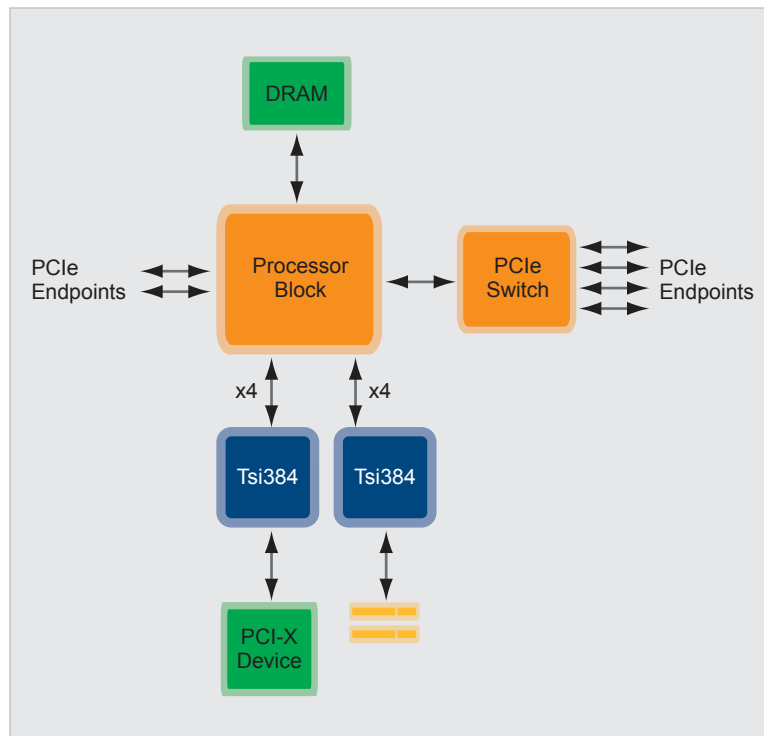 DRAM
PCIe
Endpoints
Processor
Block
PCIe
Switch
PCIe
Endpoints
x4
x4
Tsi384
Tsi384
PCI-X
Device